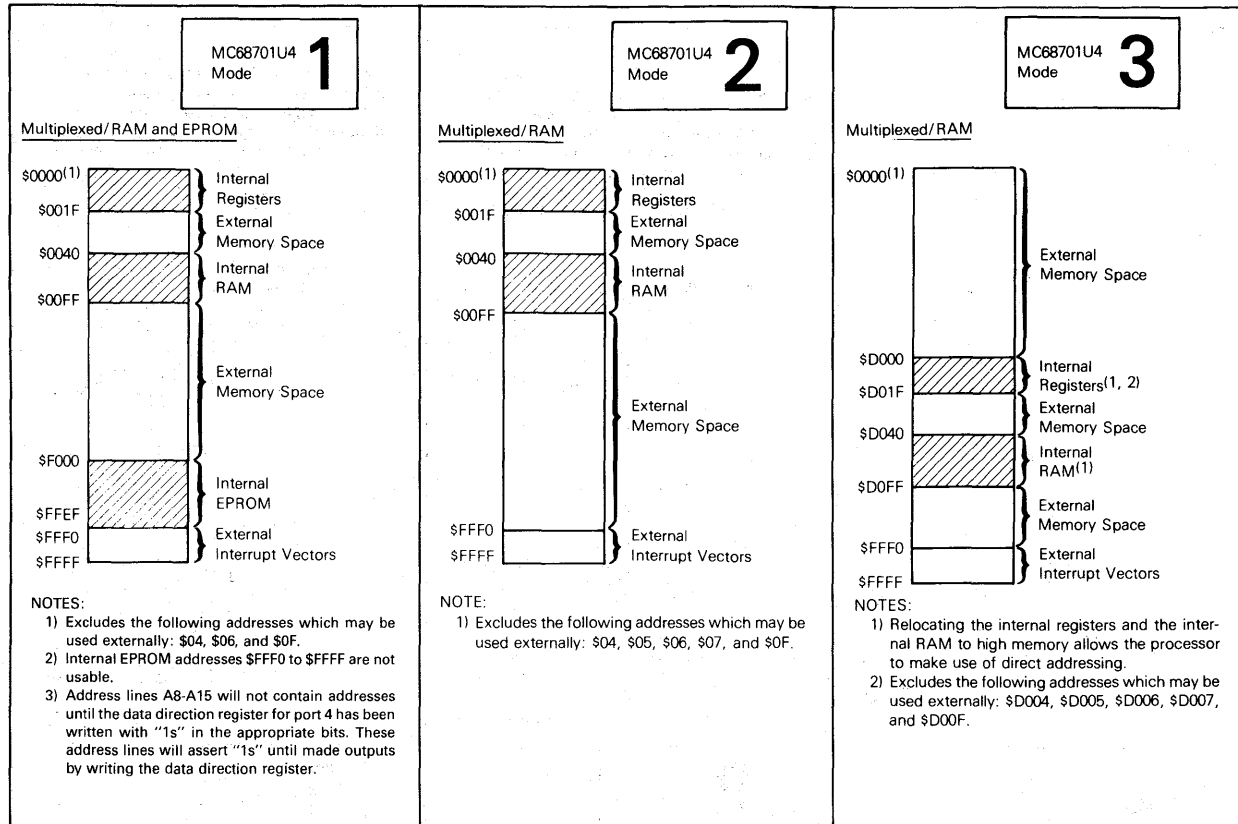 MC68701U4
Mode
1
Multiplexed/RAM and EPROM
$0000(1)
Internal
Registers
$001F
External
Memory Space
$0040
Internal
RAM
$00FF
External
Memory Space
$F000
Internal
EPROM
$FFEF
$FFF0
External
Interrupt Vectors
$FFFF
NOTES:
1) Excludes the following addresses which may be
used externally: $04, $06, and $0F.
2) Internal EPROM addresses $FFF0 to $FFFF are not
usable.
3) Address lines A8-A15 will not contain addresses
until the data direction register for port 4 has been
written with "1s" in the appropriate bits. These
address lines will assert "1s" until made outputs
by writing the data direction register.
MC68701U4
Mode
2
Multiplexed/RAM
$0000(1)
Internal
Registers
$001F
External
Memory Space
$0040
Internal
RAM
$00FF
External
Memory Space
$FFF0
External
Interrupt Vectors
$FFFF
NOTE:
1) Excludes the following addresses which may be
used externally: $04, $05, $06, $07, and $0F.
MC68701U4
Mode
3
Multiplexed/RAM
$0000(1)
External
Memory Space
$D000
Internal
Registers(1, 2)
$D01F
External
Memory Space
$D040
Internal
RAM(1)
$D0FF
External
Memory Space
$FFF0
External
Interrupt Vectors
$FFFF
NOTES:
1) Relocating the internal registers and the inter-
nal RAM to high memory allows the processor
to make use of direct addressing.
2) Excludes the following addresses which may be
used externally: $D004, $D005, $D006, $D007,
and $D00F.